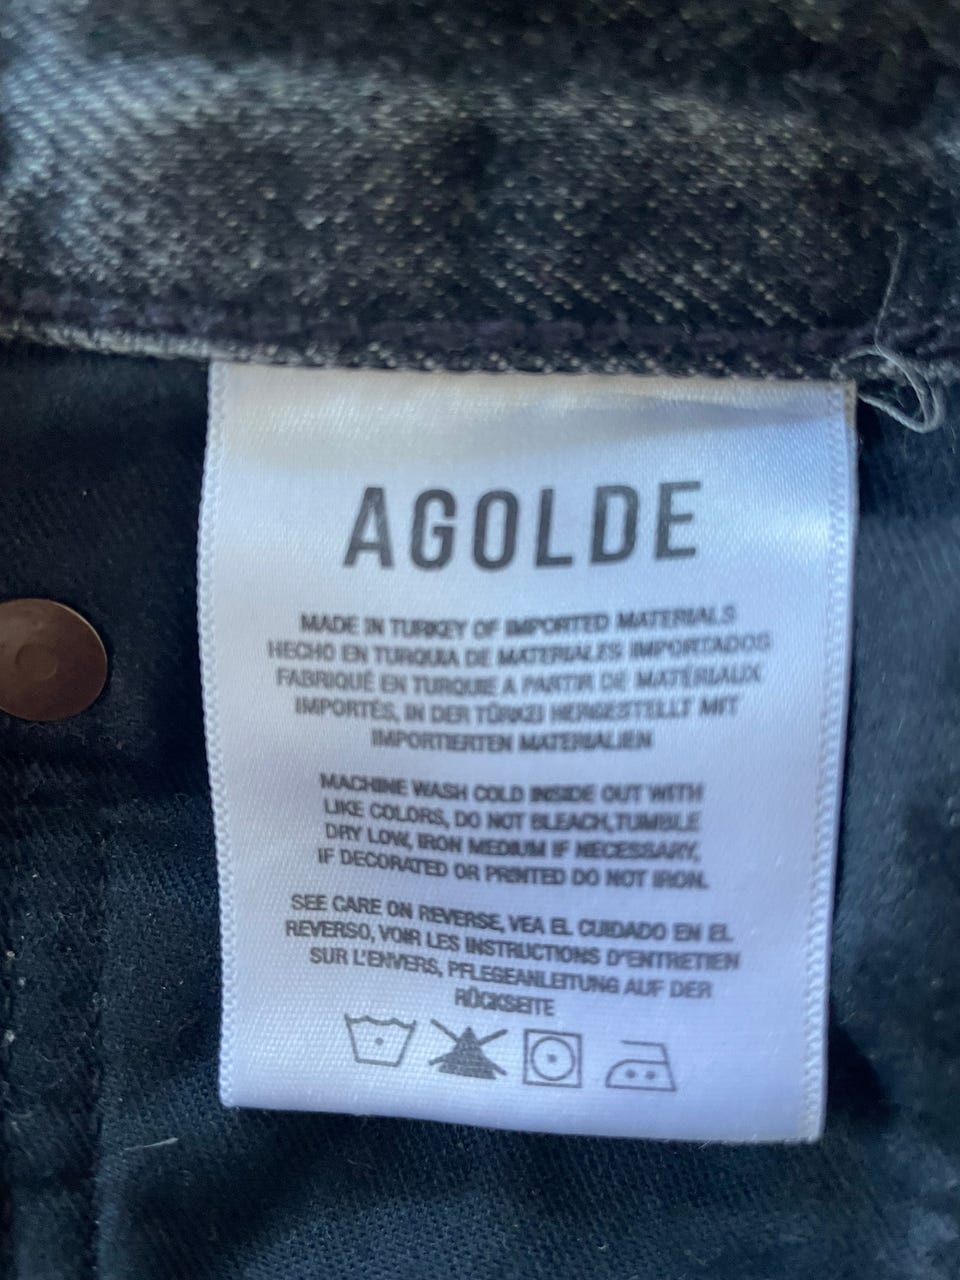 AGOLDE
MADE IN TURKEY OF IMPORTED MATERIALS
HECHO EN TURQUIA DE MATERIALES IMPORTADOS
FABRIQUÉ EN TURQUIE A PARTIR DE MATÉRIAUX
IMPORTÉS, IN DER TÜRKEI HERGESTELLT MIT
IMPORTIERTEN MATERIALIEN
MACHINE WASH COLD INSIDE OUT WITH
LIKE COLORS, DO NOT BLEACH,TUMBLE
DRY LOW, IRON MEDIUM IF NECESSARY,
IF DECORATED OR PRINTED DO NOT IRON.
SEE CARE ON REVERSE, VEA EL CUIDADO EN EL
REVERSO, VOIR LES INSTRUCTIONS D'ENTRETIEN
SUR L'ENVERS, PFLEGEANLEITUNG AUF DER
RÜCKSEITE